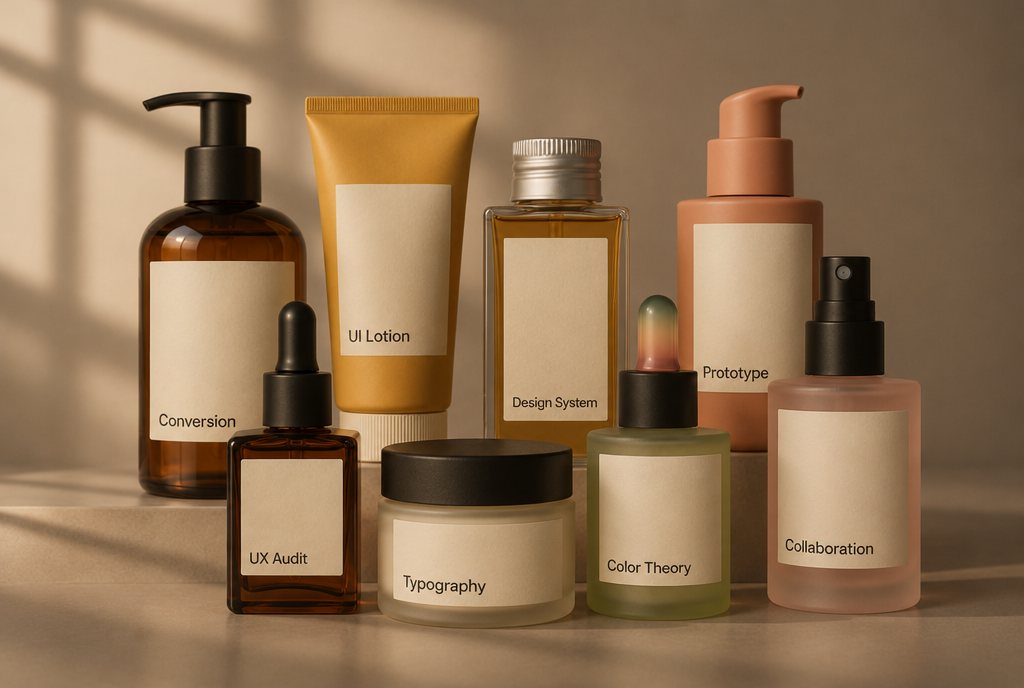 Conversion
UI Lotion
Design System
Prototype
UX Audit
Typography
Color Theory
Collaboration